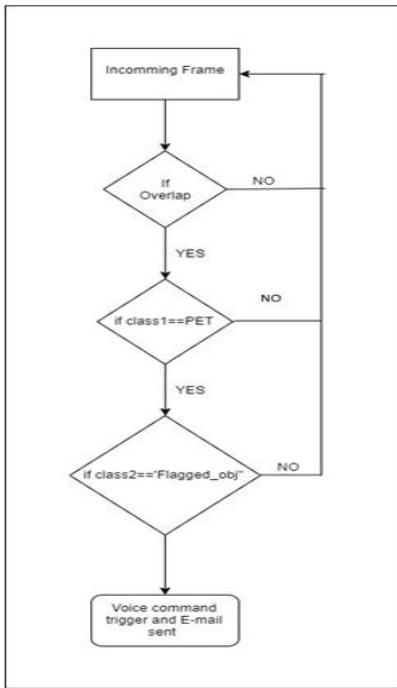 Incomming Frame
If
Overlap
NO
YES
if class1==PET
NO
YES
if class2=='Flagged_obj"
NO
Voice command
trigger and E-mail
sent